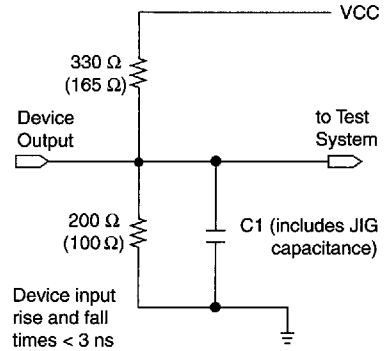 VCC
330 Ω
(165 Ω)
Device
Output
to Test
System
200 Ω
(100 Ω)
C1 (includes JIG
capacitance)
Device input
rise and fall
times < 3 ns